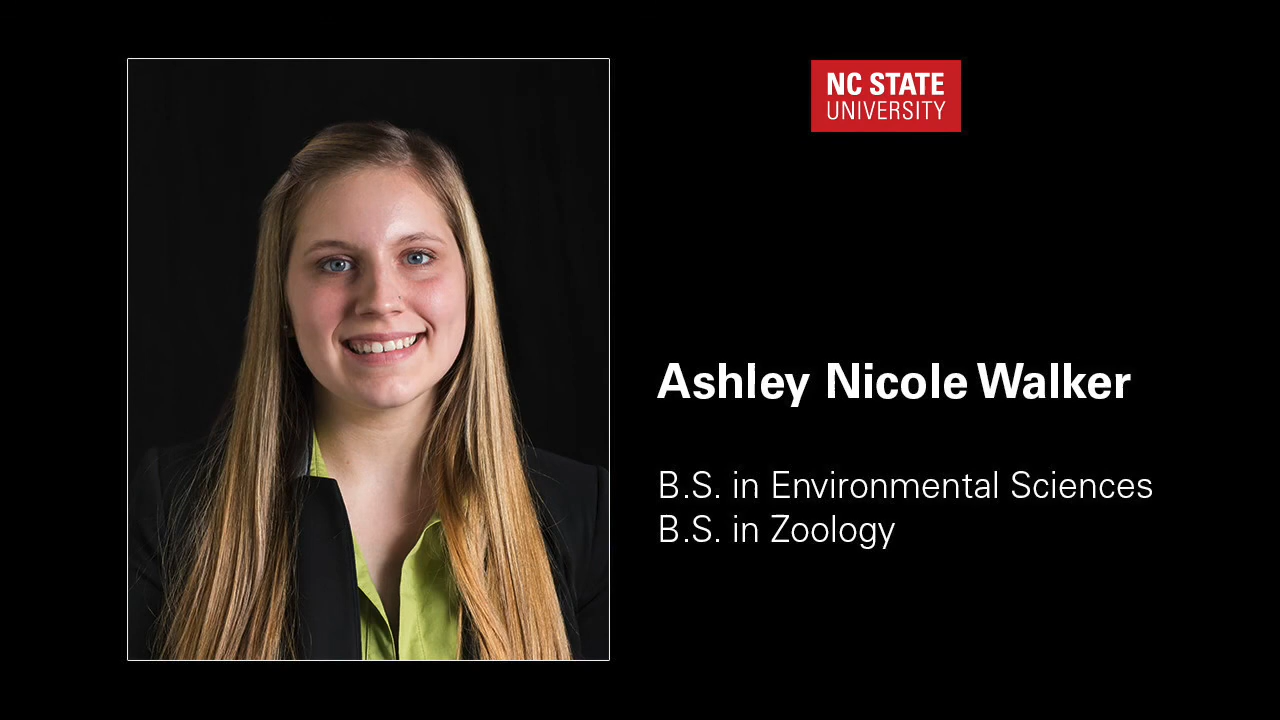 NC STATE
UNIVERSITY
Ashley Nicole Walker
B.S. in Environmental Sciences
B.S. in Zoology